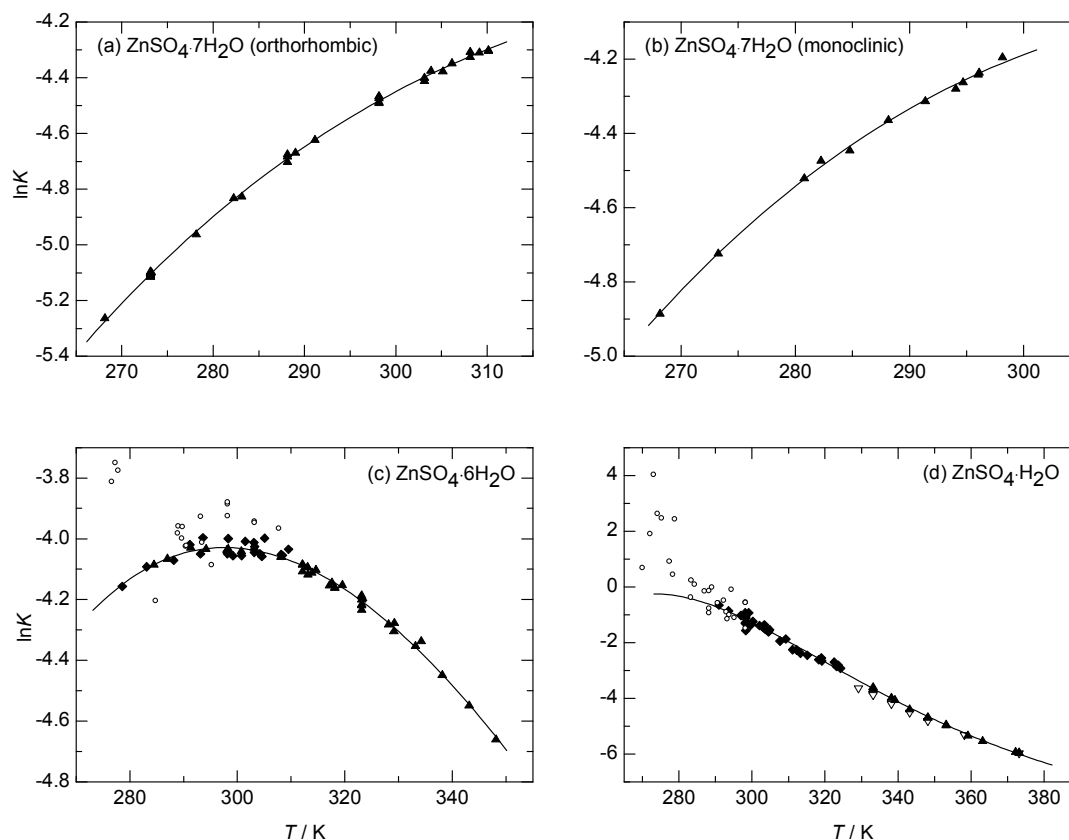 (a) ZnSO4·7H2O (orthorhombic)
-4.2
-4.4
-4.6
-4.8
-5.0
-5.2
-5.4
lnK
270 280 290 300 310
(b) ZnSO4·7H2O (monoclinic)
-4.2
-4.4
-4.6
-4.8
-5.0
270 280 290 300
(c) ZnSO4·6H2O
-3.8
-4.0
-4.2
-4.4
-4.6
-4.8
lnK
280 300 320 340
T / K
(d) ZnSO4·H2O
4
2
0
-2
-4
-6
280 300 320 340 360 380
T / K